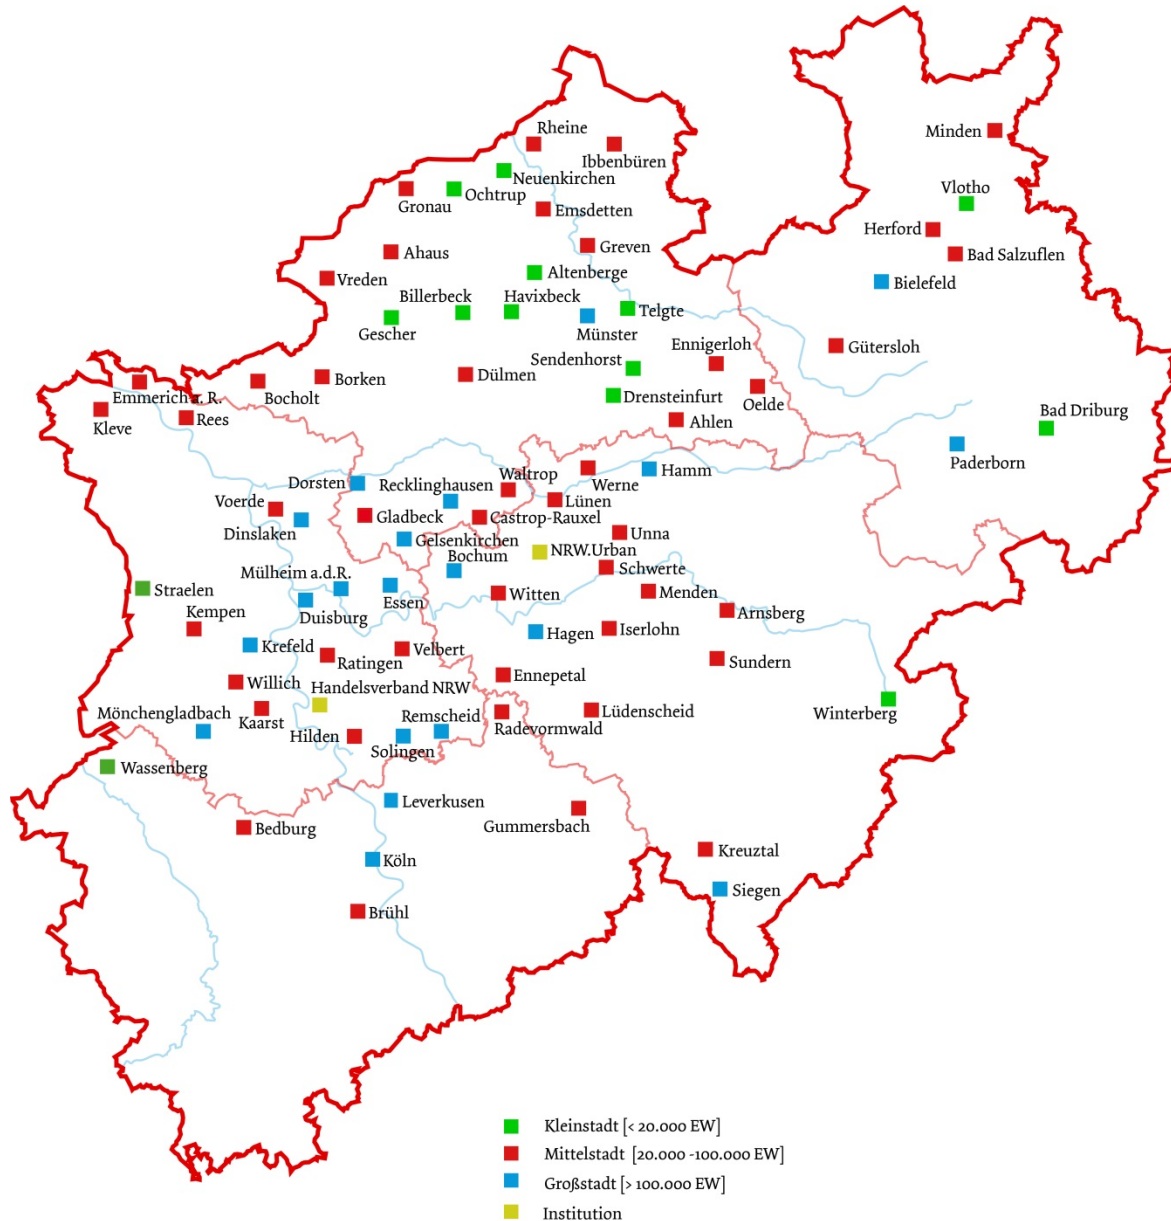 Rheine
Ibbenbüren
Minden
Neuenkirchen
Ochtrup
Gronau
Vlotho
Emsdetten
Herford
Greven
Bad Salzuflen
Ahaus
Altenberge
Vreden
Bielefeld
Billerbeck
Havixbeck
Telgte
Gescher
Münster
Ennigerloh
Gütersloh
Sendenhorst
Borken
Dülmen
Emmerich a. R.
Bocholt
Drensteinfurt
Oelde
Kleve
Rees
Ahlen
Bad Driburg
Paderborn
Dorsten
Recklinghausen
Waltrop
Werne
Hamm
Voerde
Lünen
Gladbeck
Castrop-Rauxel
Dinslaken
Gelsenkirchen
Unna
Bochum
NRW.Urban
Schwerte
Mülheim a.d.R.
Straelen
Essen
Witten
Menden
Kempen
Duisburg
Arnsberg
Krefeld
Hagen
Iserlohn
Velbert
Ratingen
Sundern
Ennepetal
Willich
Handelsverband NRW
Mönchengladbach
Kaarst
Remscheid
Lüdenscheid
Winterberg
Hilden
Solingen
Radevormwald
Wassenberg
Leverkusen
Gummersbach
Bedburg
Kreuztal
Köln
Siegen
Brühl
Kleinstadt [< 20.000 EW]
Mittelstadt [20.000 -100.000 EW]
Großstadt [> 100.000 EW]
Institution